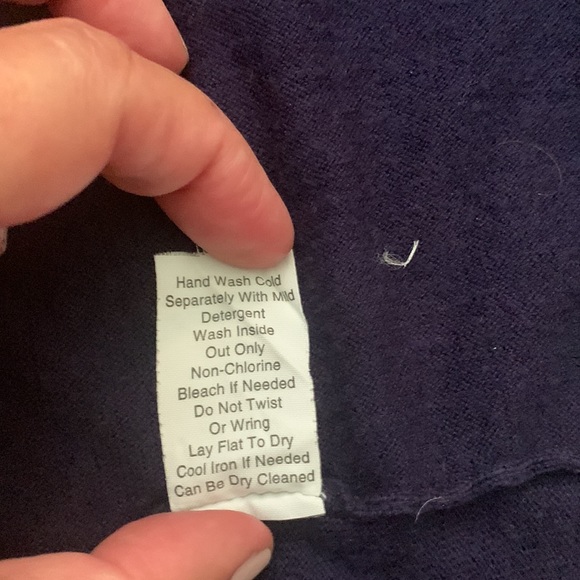 Hand Wash Cold
Separately With Mild
Detergent
Wash Inside
Out Only
Non-Chlorine
Bleach If Needed
Do Not Twist
Or Wring
Lay Flat To Dry
Cool Iron If Needed
Can Be Dry Cleaned